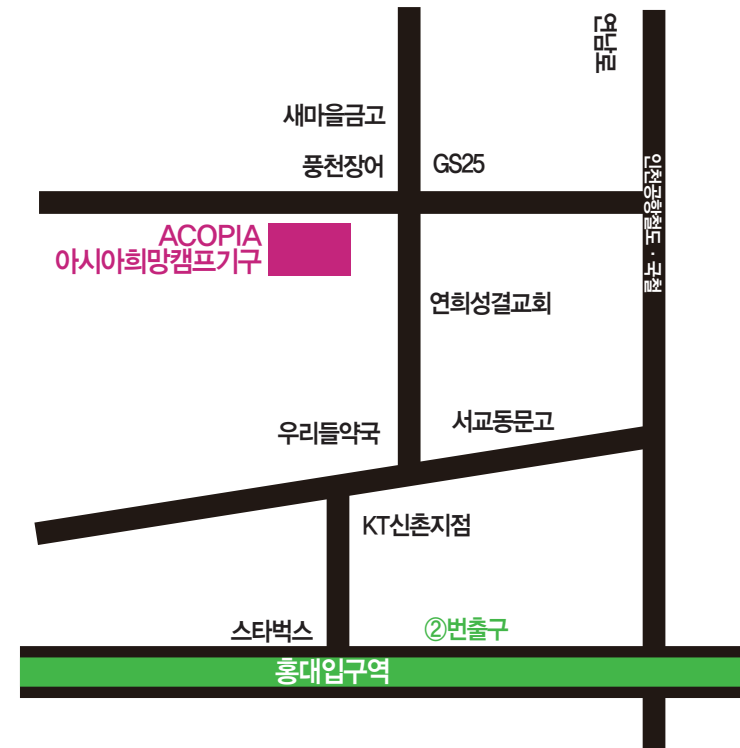 연남로
새마을금고
풍천장어
GS25
인천공항철도 · 국철
ACOPIA
아시아희망캠프기구
연희성결교회
서교동문고
우리들약국
KT신촌지점
스타벅스
②번출구
홍대입구역